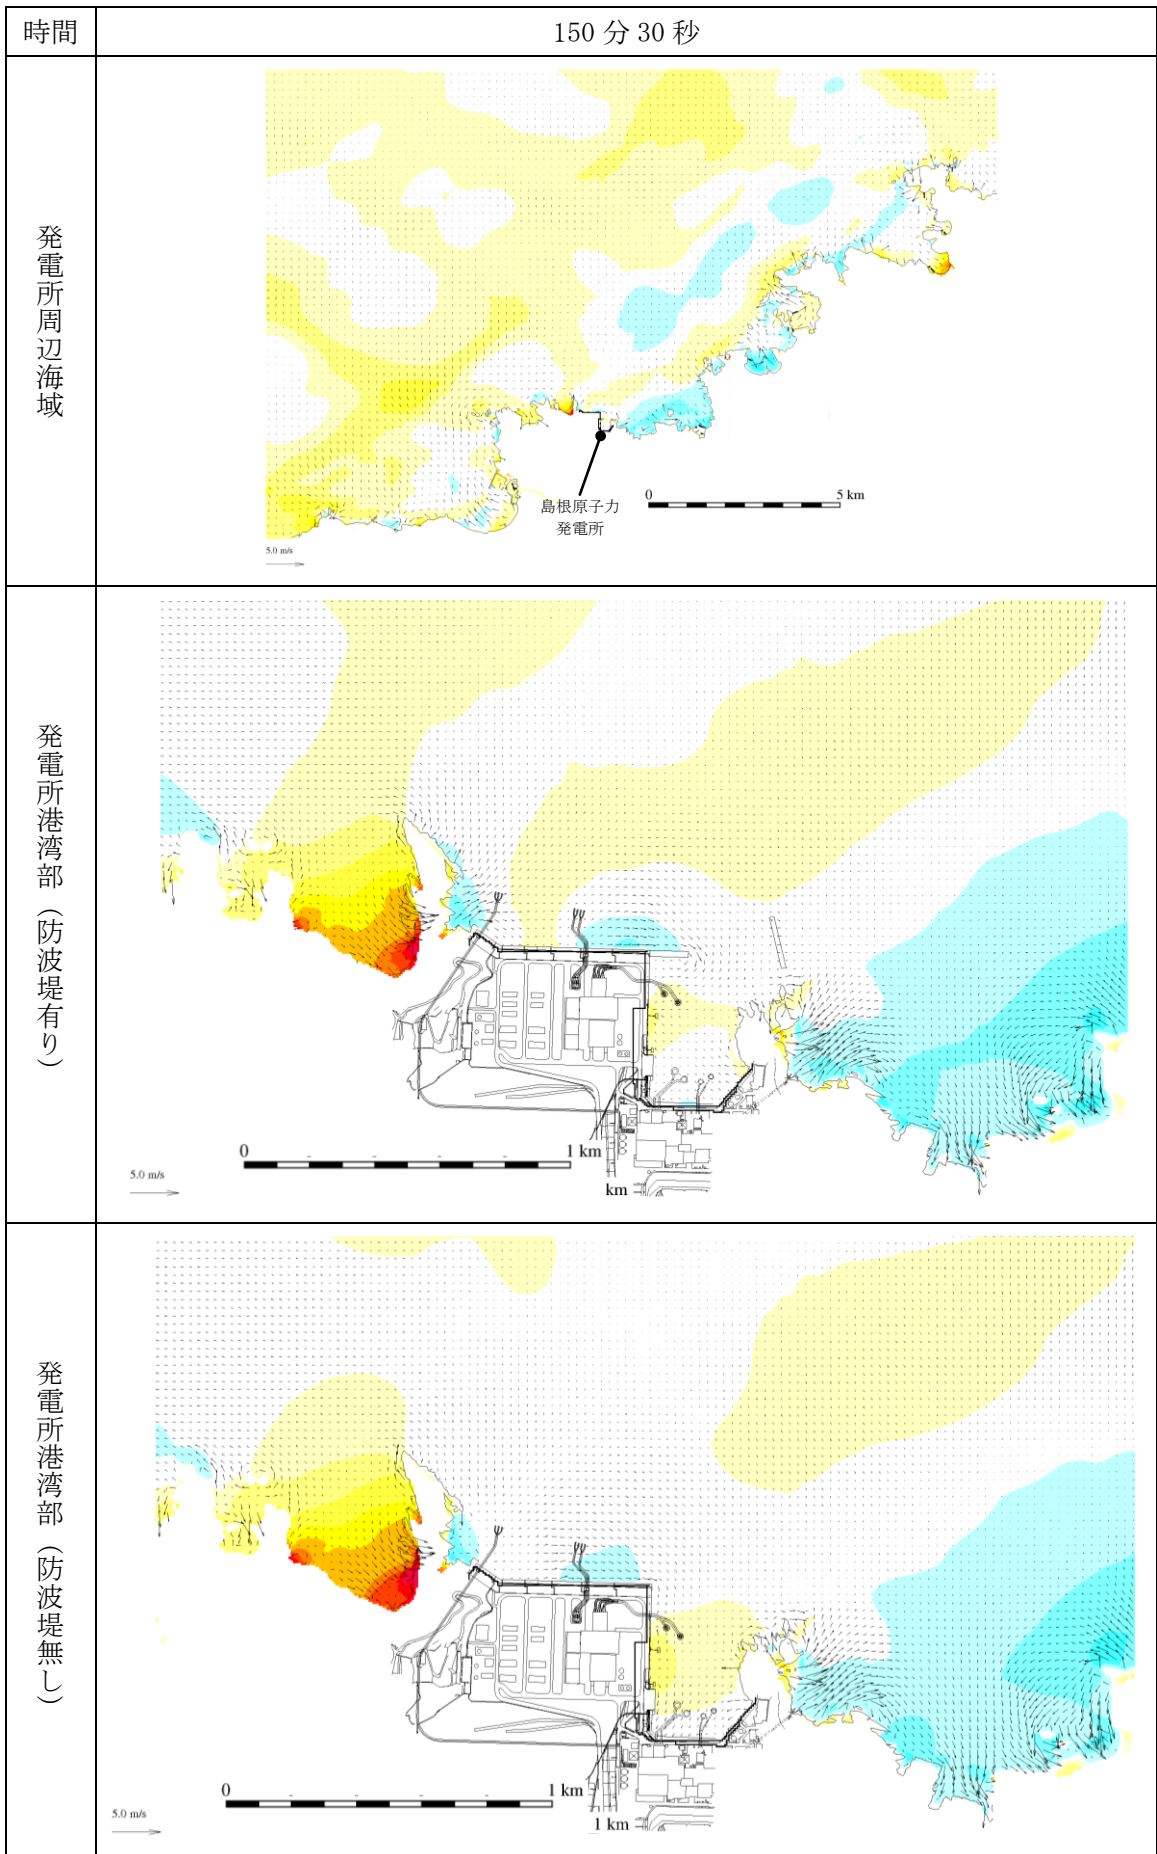 時間
150 分 30 秒
発電所周辺海域
島根原子力
発電所
0
5 km
5.0 m/s
発電所港湾部（防波堤有り）
0
1 km
5.0 m/s
km
発電所港湾部（防波堤無し）
0
1 km
5.0 m/s
1 km